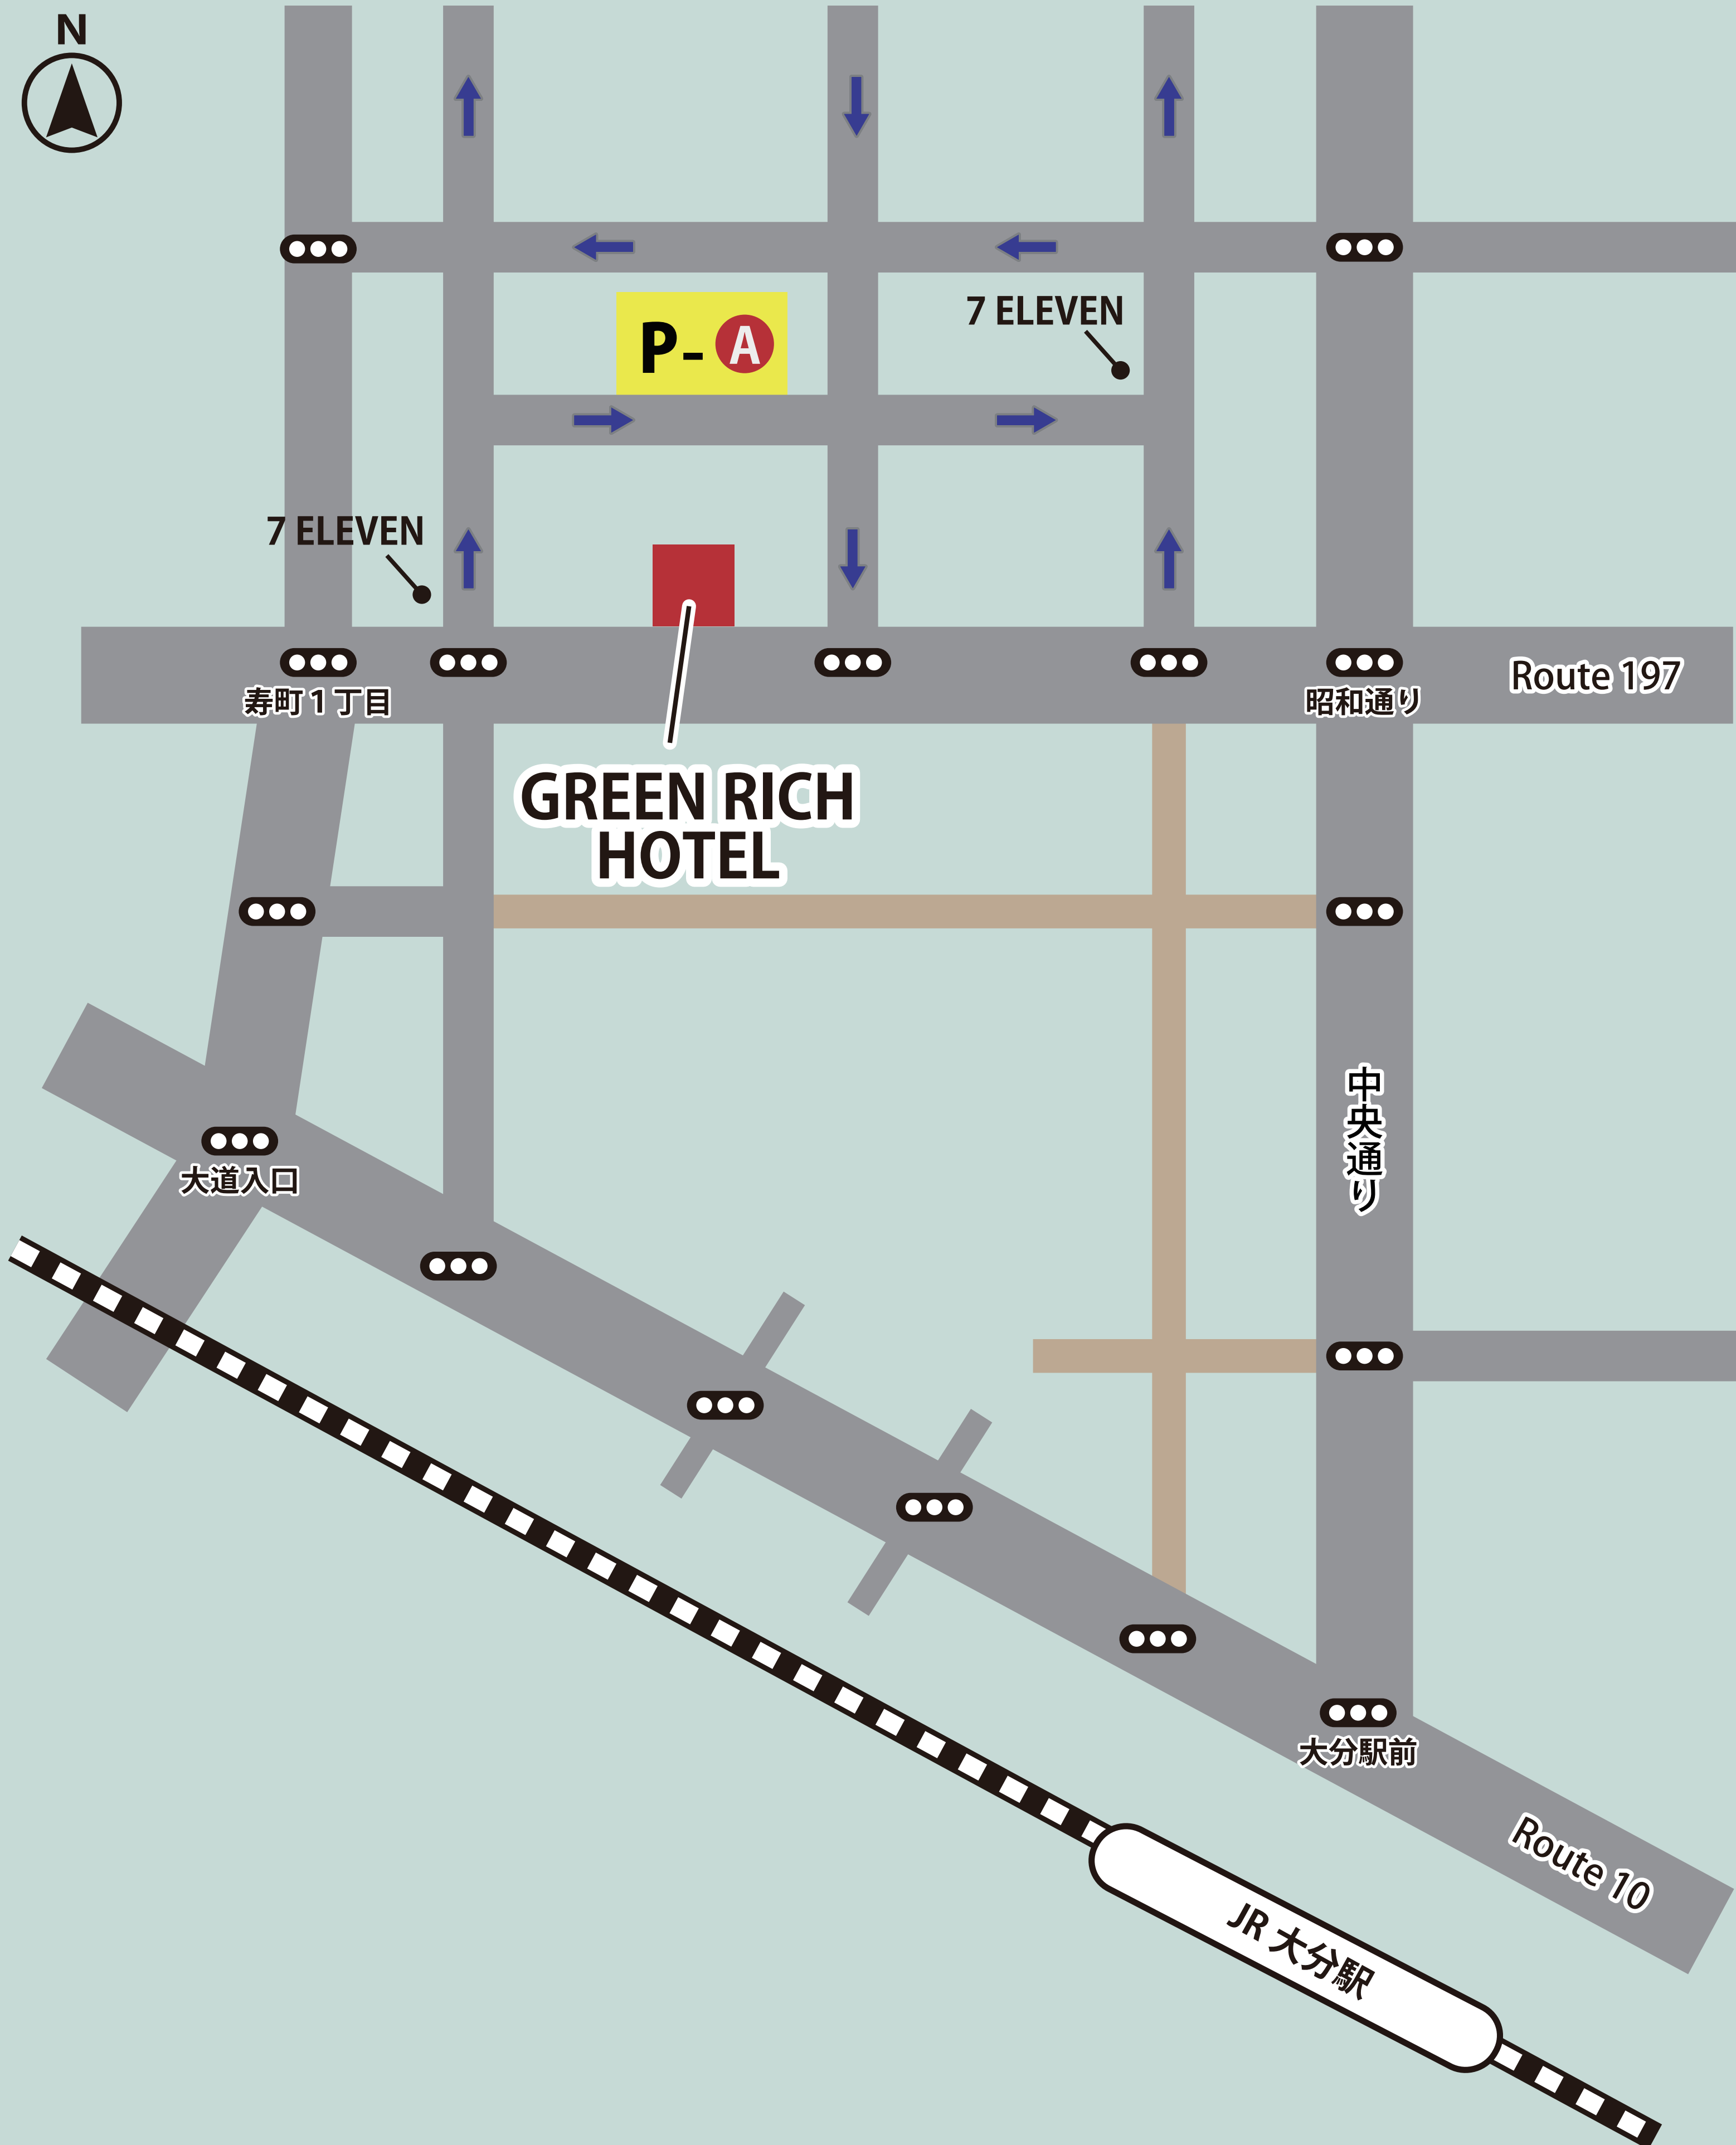 N
7 ELEVEN
P- A
7 ELEVEN
寿町1丁目
昭和通り
Route 197
GREEN RICH
HOTEL
中央通り
大道入口
大分駅前
Route 10
JR 大分駅